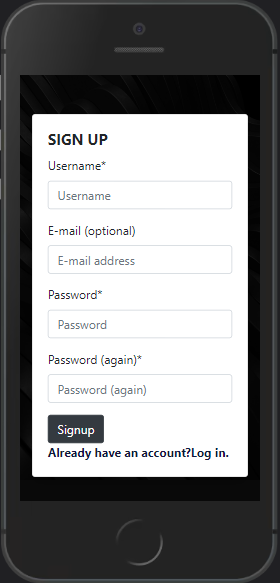 SIGN UP
Username*
Username
E-mail (optional)
E-mail address
Password*
Password
Password (again)*
Password (again)
Signup
Already have an account?Log in.